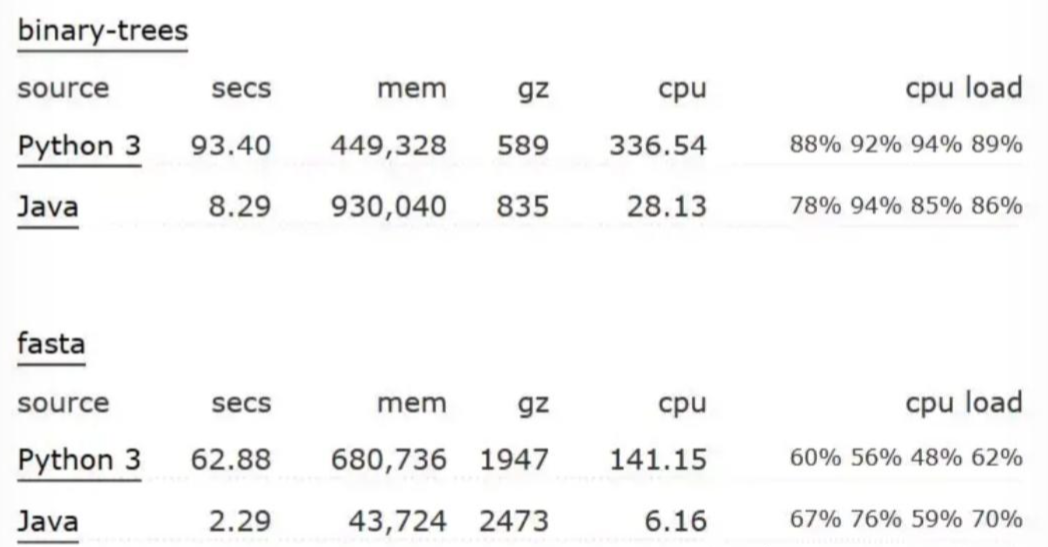 binary-trees
source secs mem gz cpu cpu load
Python 3 93.40 449,328 589 336.54 88% 92% 94% 89%
Java 8.29 930,040 835 28.13 78% 94% 85% 86%
fasta
source secs mem gz cpu cpu load
Python 3 62.88 680,736 1947 141.15 60% 56% 48% 62%
Java 2.29 43,724 2473 6.16 67% 76% 59% 70%